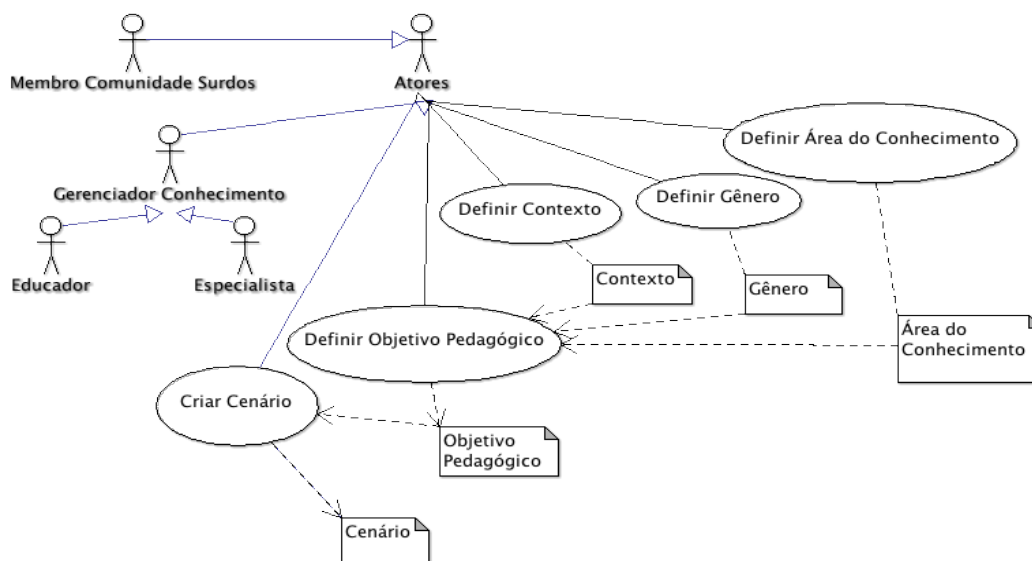 Membro Comunidade Surdos
Atores
Definir Área do Conhecimento
Gerenciador Conhecimento
Definir Contexto
Definir Gênero
Educador
Especialista
Contexto
Gênero
Definir Objetivo Pedagógico
Área do
Conhecimento
Criar Cenário
Objetivo
Pedagógico
Cenário